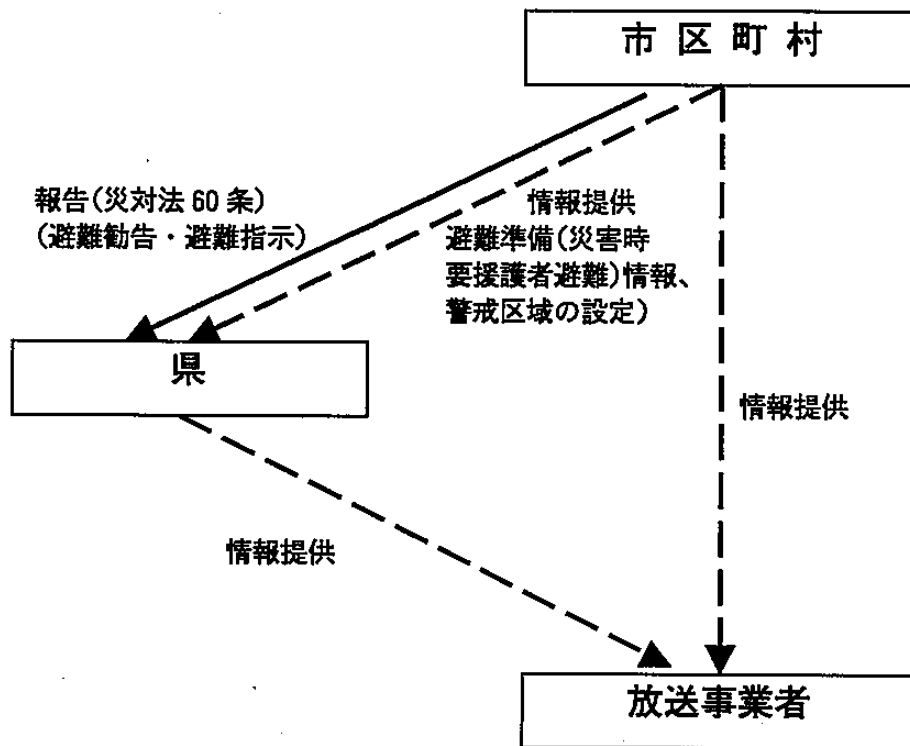 市区町村
報告(災対法60条)
(避難勧告・避難指示)
情報提供
避難準備(災害時
要援護者避難)情報、
警戒区域の設定)
県
情報提供
情報提供
放送事業者